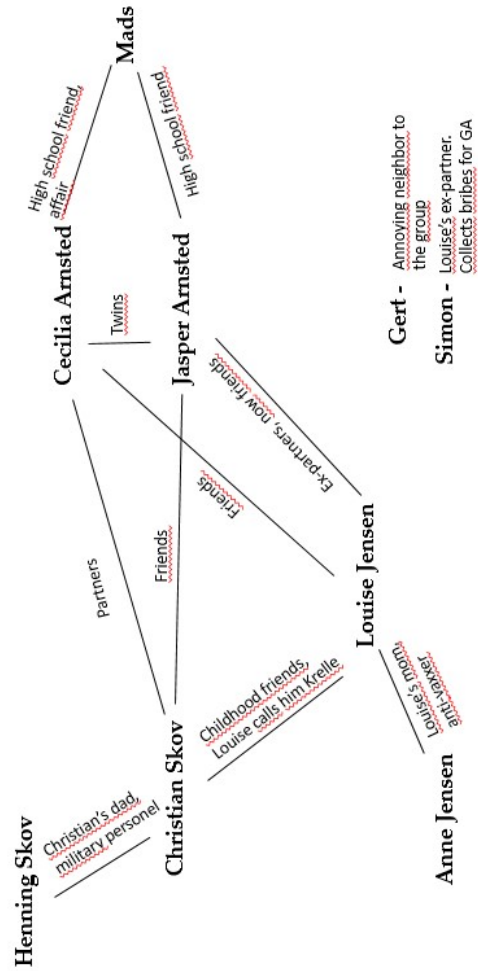 Henning Skov
Christian's dad,
military personel
Cecilia Arnsted
High school friend,
affair
Mads
Partners
Twins
High school friend
Christian Skov
Friends
Jasper Arnsted
Childhood friends,
Louise calls him Krelle
Friends
Ex-partners, now friends
Louise Jensen
Louise's mom,
anti-vaxxer
Anne Jensen
Gert - Annoying neighbor to
the group
Simon - Louise's ex-partner.
Collects bribes for GA